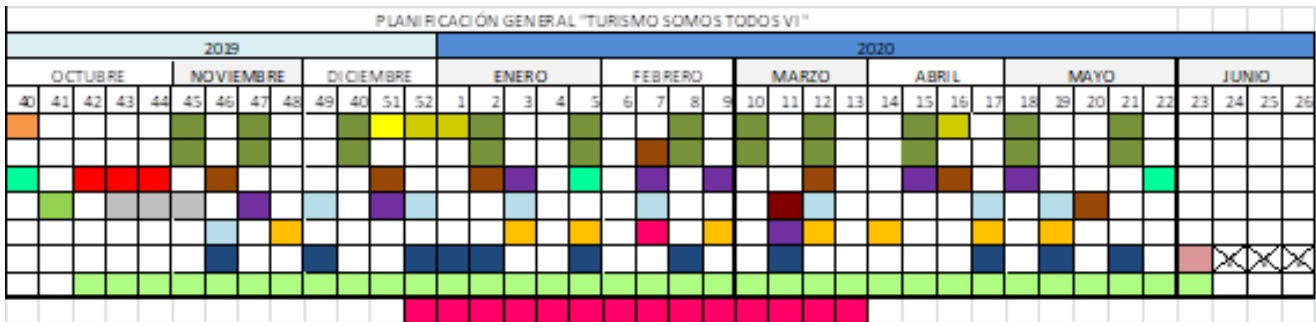 PLANIFICACIÓN GENERAL "TURISMO SOMOS TODOS VI"
2019 2020
OCTUBRE NOVIEMBRE DICIEMBRE ENERO FEBRERO MARZO ABRIL MAYO JUNIO
40 41 42 43 44 45 46 47 48 49 40 51 52 1 2 3 4 5 6 7 8 9 10 11 12 13 14 15 16 17 18 19 20 21 22 23 24 25 26